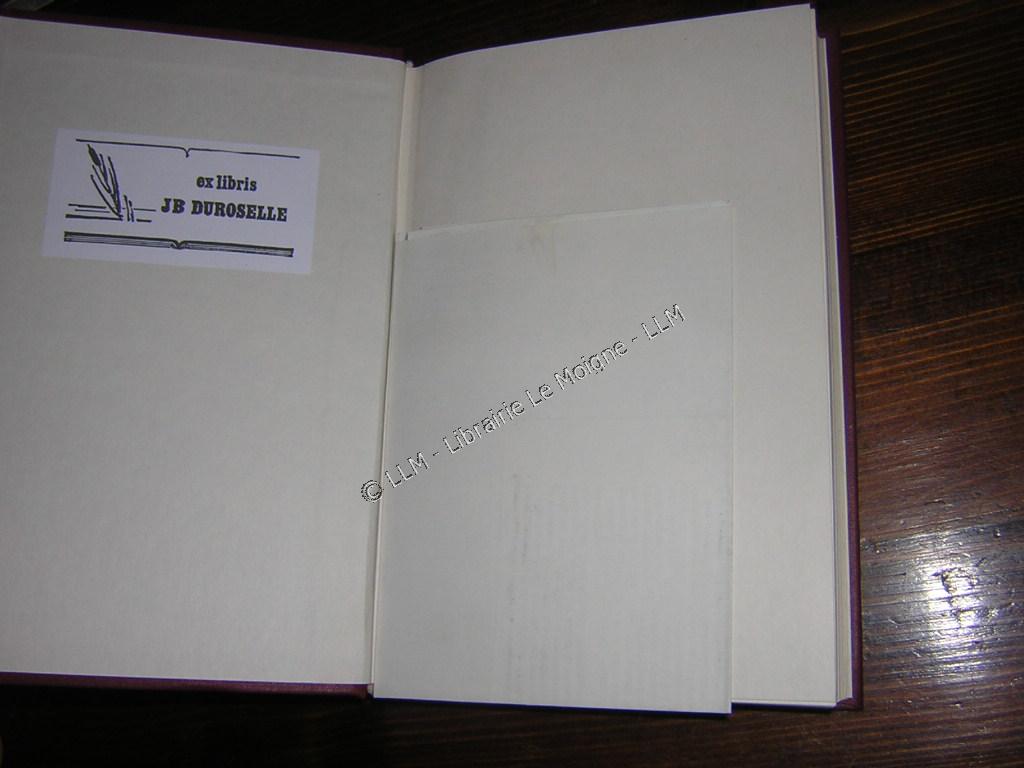 ex libris
JB DUROSELLE
© LLM - Librairie Le Moigne - LLM